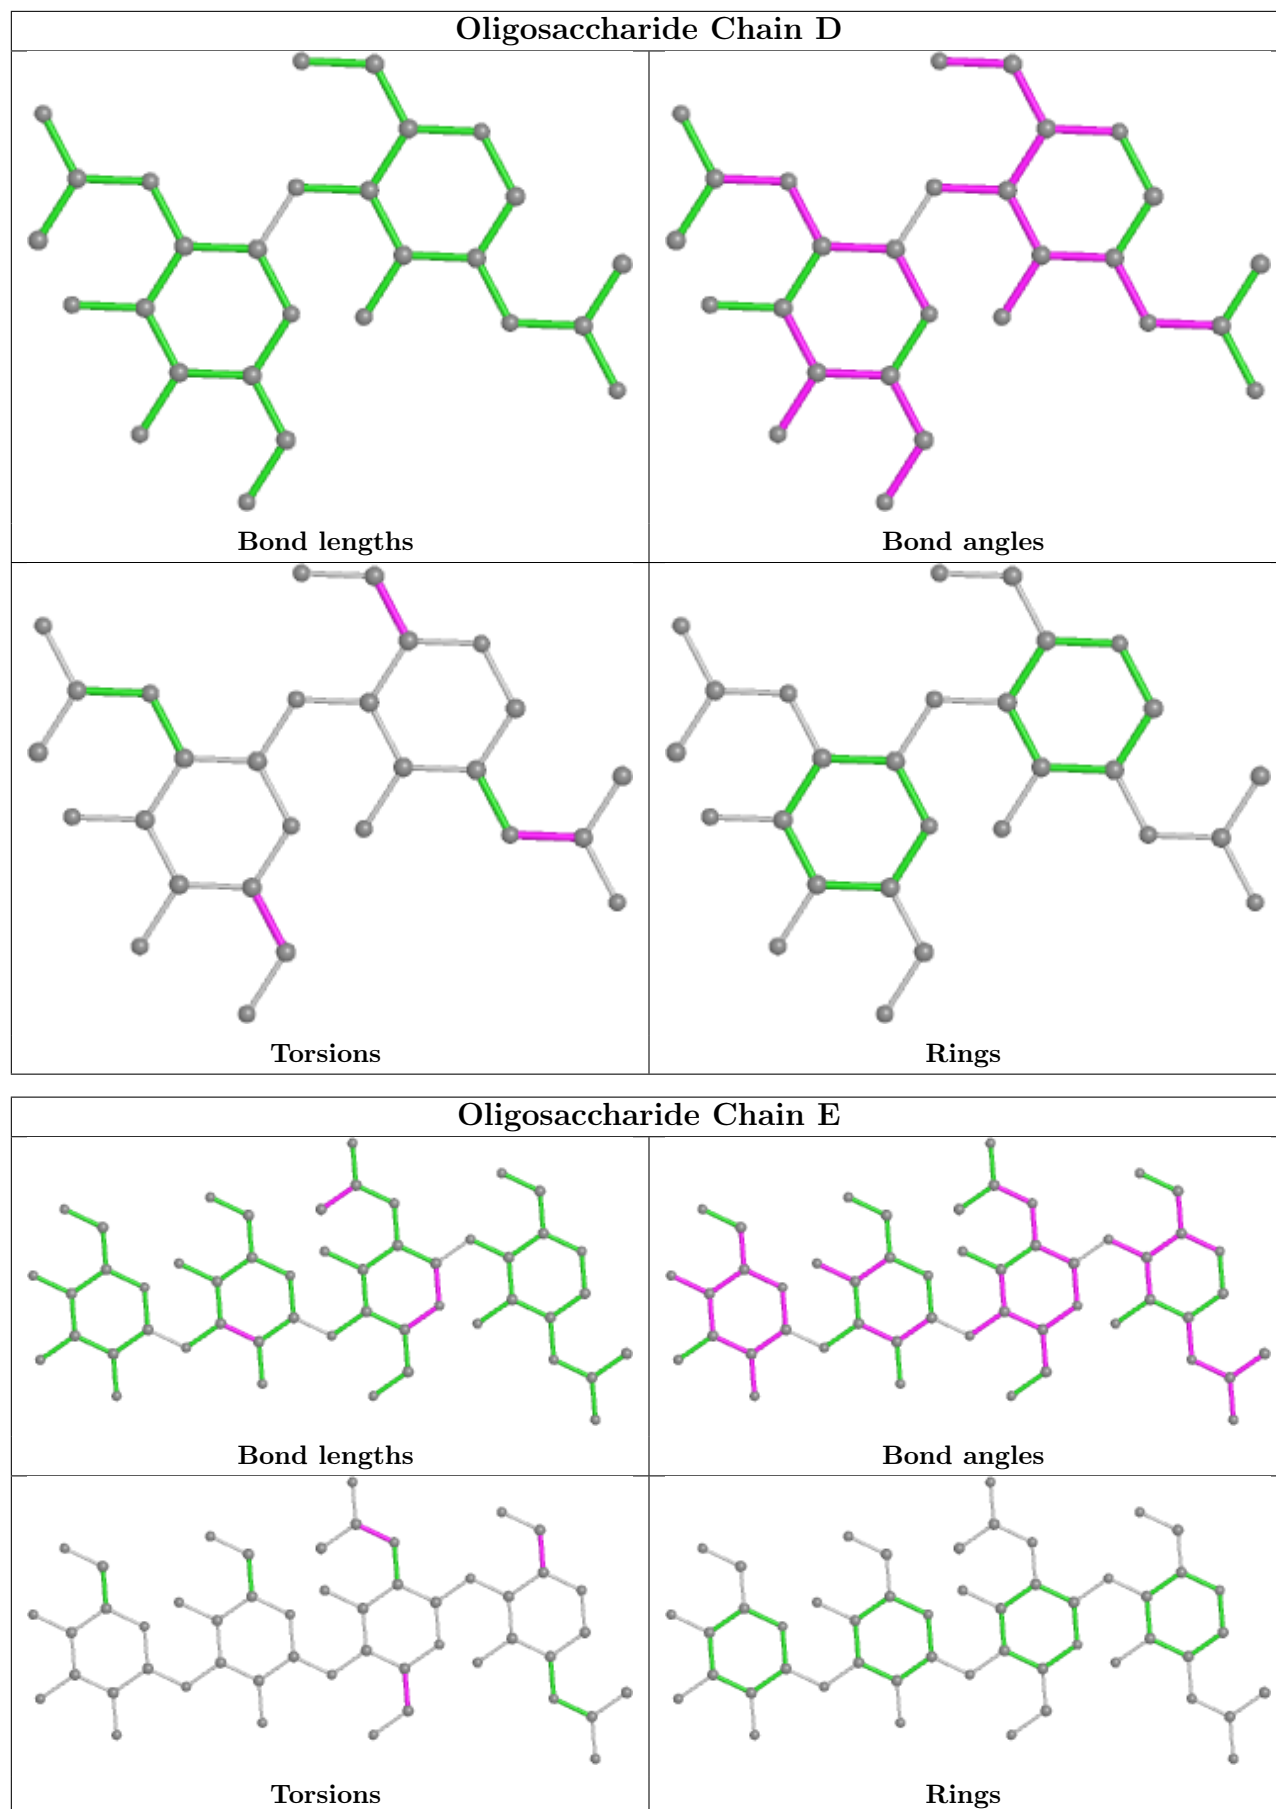 Oligosaccharide Chain D
Bond lengths
Bond angles
Torsions
Rings
Oligosaccharide Chain E
Bond lengths
Bond angles
Torsions
Rings